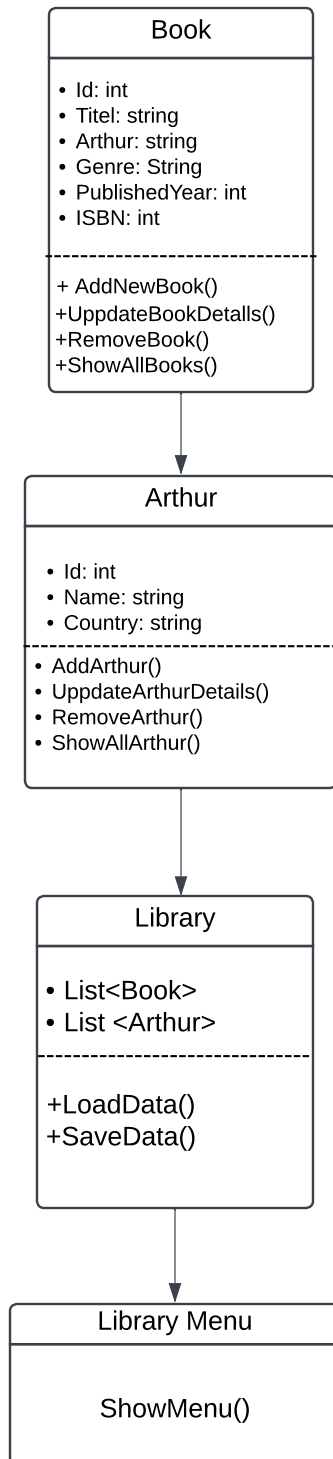 Book
• Id: int
• Titel: string
• Arthur: string
• Genre: String
• PublishedYear: int
• ISBN: int
+ AddNewBook()
+UppdateBookDetalls()
+RemoveBook()
+ShowAllBooks()
Arthur
• Id: int
• Name: string
• Country: string
• AddArthur()
• UppdateArthurDetails()
• RemoveArthur()
• ShowAllArthur()
Library
• List<Book>
• List <Arthur>
+LoadData()
+SaveData()
Library Menu
ShowMenu()